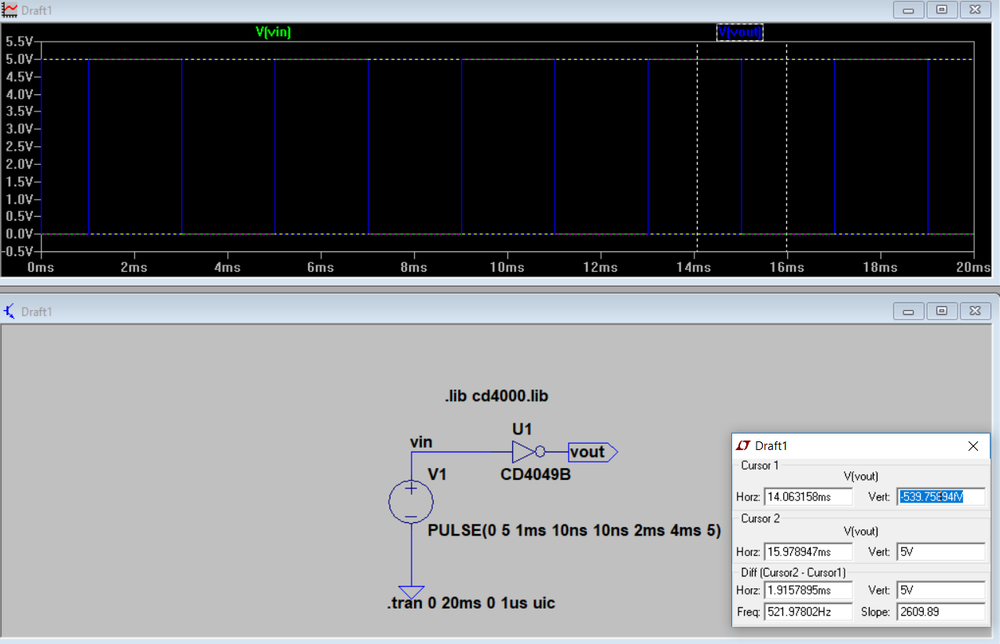 Draft1
V(vin)
V(vout)
5.5V
5.0V
4.5V
4.0V
3.5V
3.0V
2.5V
2.0V
1.5V
1.0V
0.5V
0.0V
-0.5V
0ms 2ms 4ms 6ms 8ms 10ms 12ms 14ms 16ms 18ms 20ms
Draft1
.lib cd4000.lib
U1
vin
vout
V1
CD4049B
PULSE(0 5 1ms 10ns 10ns 2ms 4ms 5)
.tran 0 20ms 0 1us uic
Draft1
Cursor 1
V(vout)
Horz: 14.063158ms Vert: -539.75894fV
Cursor 2
V(vout)
Horz: 15.978947ms Vert: 5V
Diff (Cursor2 - Cursor1)
Horz: 1.9157895ms Vert: 5V
Freq: 521.97802Hz Slope: 2609.89